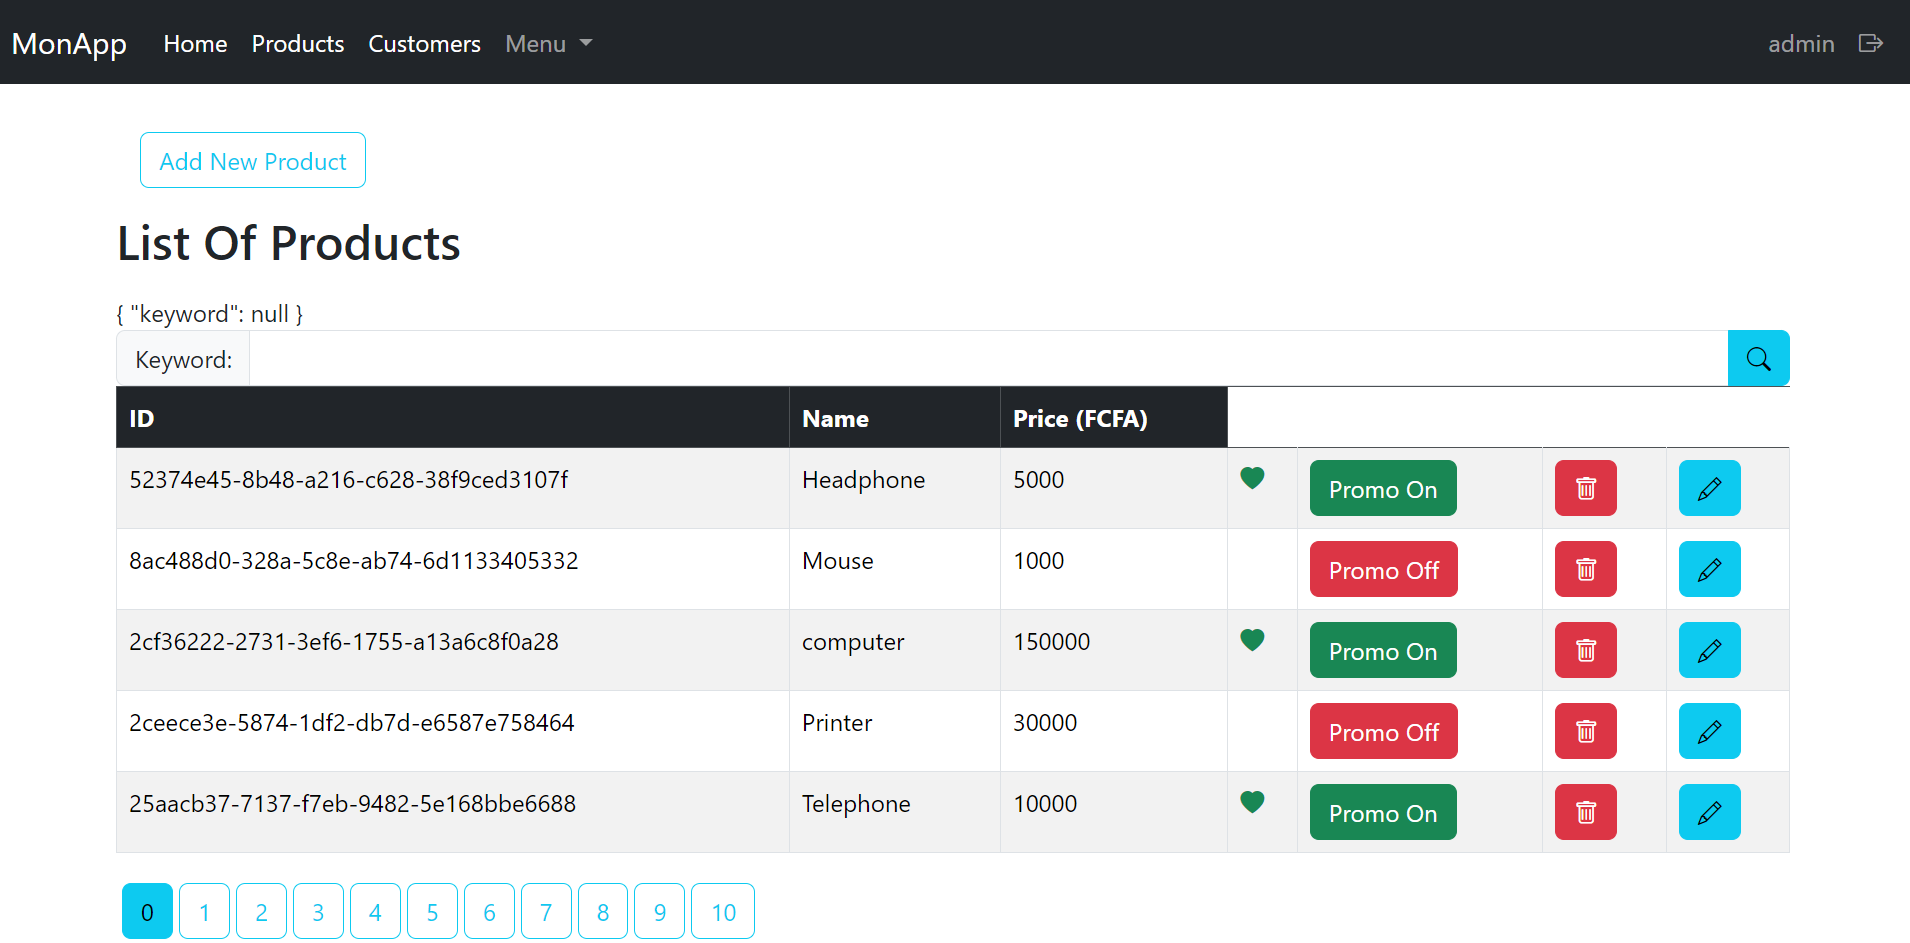 MonApp Home Products Customers Menu admin
Add New Product
List Of Products
{ "keyword": null }
Keyword:
ID Name Price (FCFA)
52374e45-8b48-a216-c628-38f9ced3107f Headphone 5000 Promo On
8ac488d0-328a-5c8e-ab74-6d1133405332 Mouse 1000 Promo Off
2cf36222-2731-3ef6-1755-a13a6c8f0a28 computer 150000 Promo On
2ceece3e-5874-1df2-db7d-e6587e758464 Printer 30000 Promo Off
25aacb37-7137-f7eb-9482-5e168bbe6688 Telephone 10000 Promo On
0 1 2 3 4 5 6 7 8 9 10